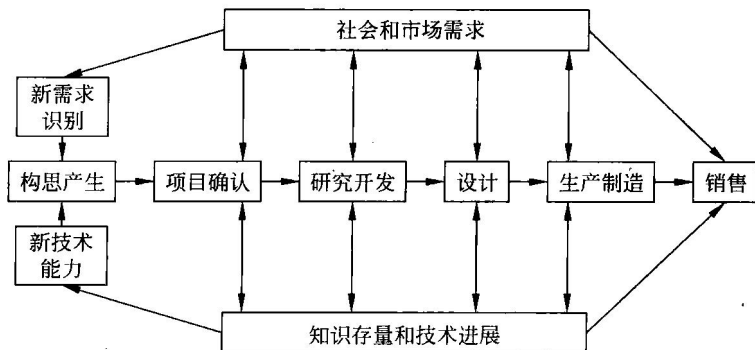 社会和市场需求
新需求
识别
构思产生
项目确认
研究开发
设计
生产制造
销售
新技术
能力
知识存量和技术进展